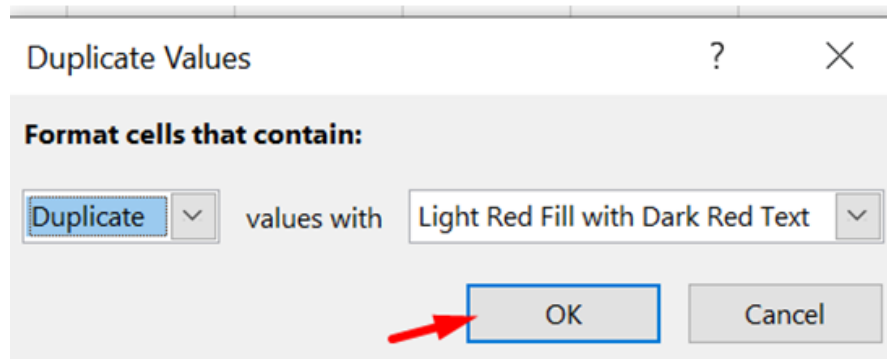 Duplicate Values ?
Format cells that contain:
Duplicate values with Light Red Fill with Dark Red Text
OK Cancel